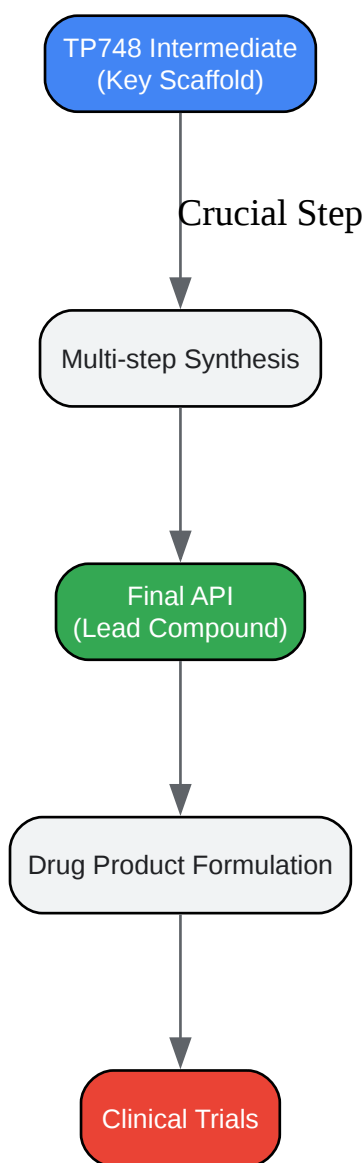 TP748 Intermediate
(Key Scaffold)
Crucial Step
Multi-step Synthesis
Final API
(Lead Compound)
Drug Product Formulation
Clinical Trials